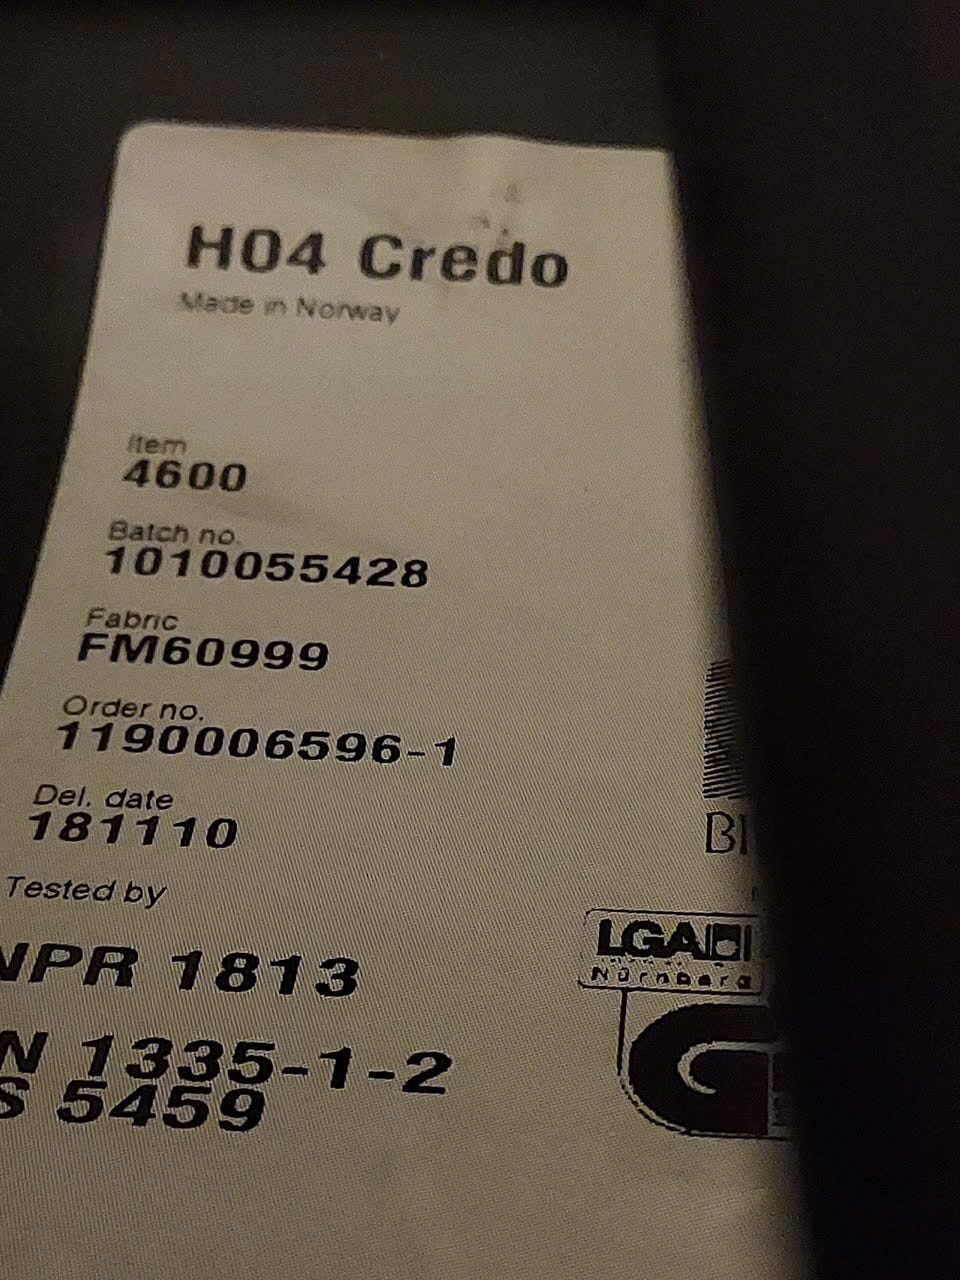 H04 Credo
Made in Norway
Item
4600
Batch no.
1010055428
Fabric
FM60999
Order no.
1190006596-1
Del. date
181110
Tested by
NPR 1813
N 1335-1-2
S 5459
LGA
Nürnberg